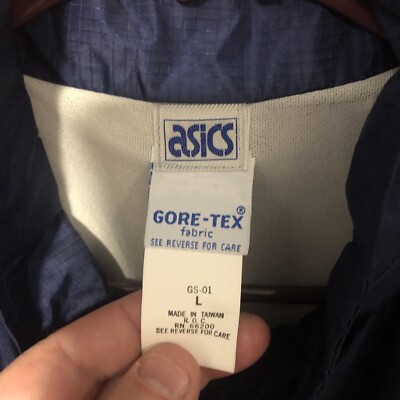 asics
GORE-TEX®
fabric
SEE REVERSE FOR CARE
GS-01
L
MADE IN TAIWAN
R.O.C.
RN 66200
SEE REVERSE FOR CARE